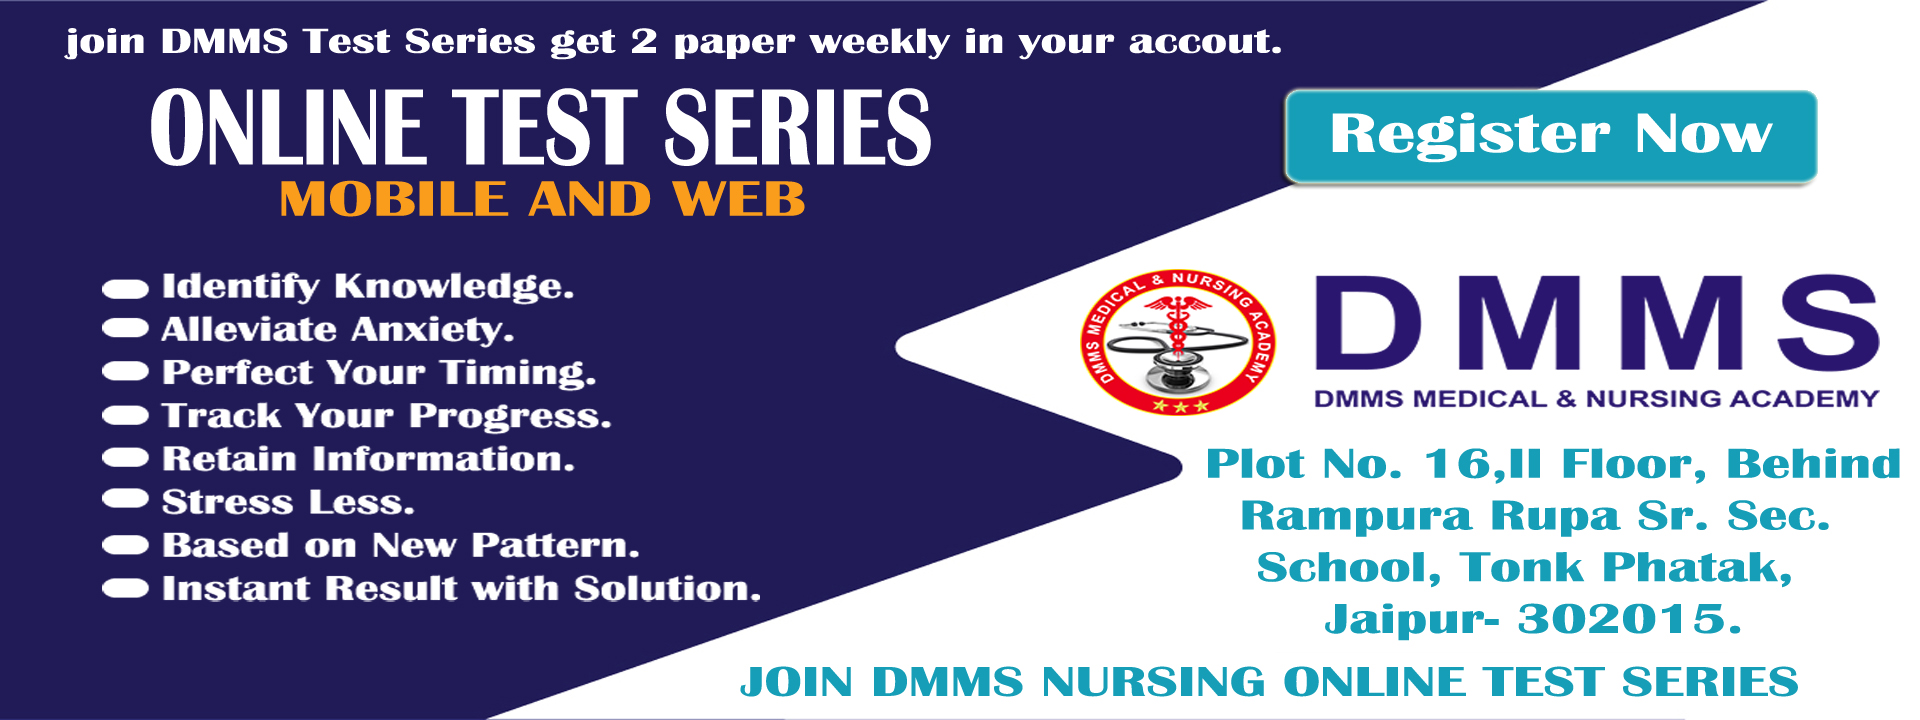 join DMMS Test Series get 2 paper weekly in your accout.
ONLINE TEST SERIES
MOBILE AND WEB
Register Now
Identify Knowledge.
Alleviate Anxiety.
Perfect Your Timing.
Track Your Progress.
Retain Information.
Stress Less.
Based on New Pattern.
Instant Result with Solution.
DMMS MEDICAL & NURSING ACADEMY
DMMS
DMMS MEDICAL & NURSING ACADEMY
Plot No. 16,II Floor, Behind
Rampura Rupa Sr. Sec.
School, Tonk Phatak,
Jaipur- 302015.
JOIN DMMS NURSING ONLINE TEST SERIES